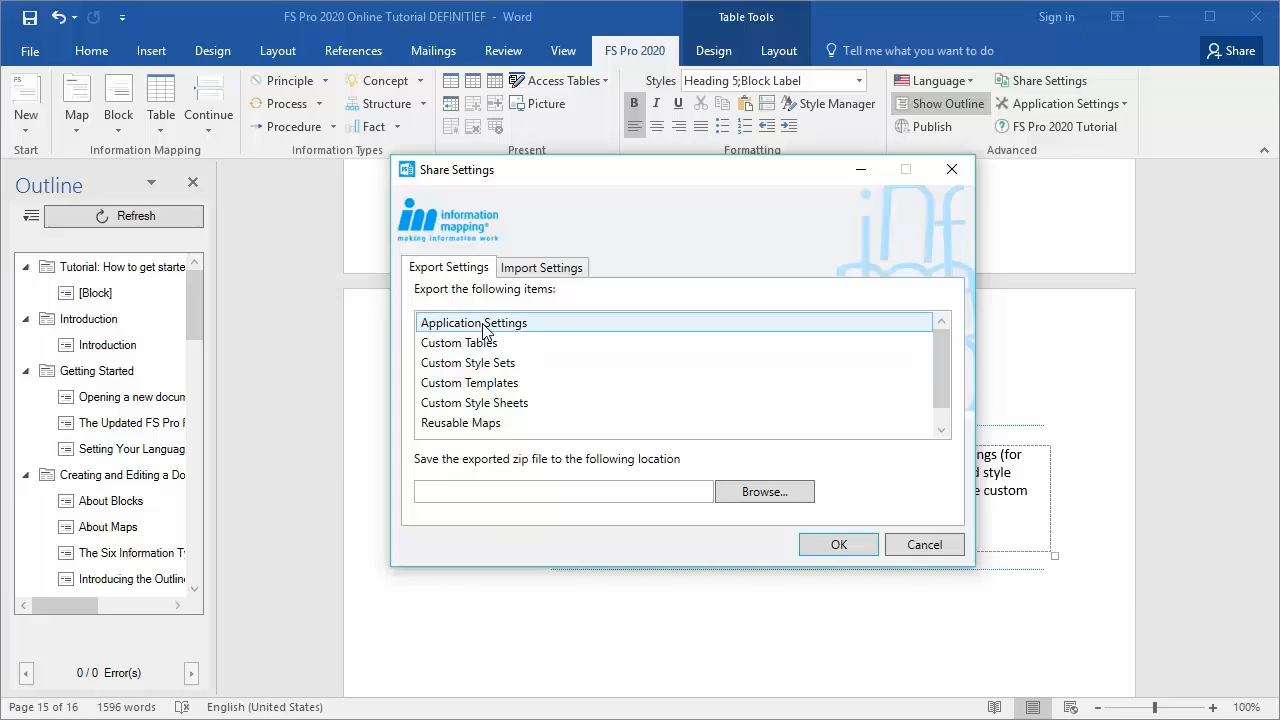 FS Pro 2020 Online Tutorial DEFINITIEF - Word
Table Tools
Sign in
File
Home
Insert
Design
Layout
References
Mailings
Review
View
FS Pro 2020
Design
Layout
Tell me what you want to do
Share
FS
New
Map
Block
Table
Continue
Principle
Process
Procedure
Concept
Structure
Fact
Access Tables
Picture
Styles
Heading 5;Block Label
B I U
Style Manager
Language
Show Outline
Publish
Share Settings
Application Settings
FS Pro 2020 Tutorial
Start
Information Mapping
Information Types
Present
Formatting
Advanced
Outline
Refresh
Tutorial: How to get starte
[Block]
Introduction
Introduction
Getting Started
Opening a new docum
The Updated FS Pro
Setting Your Languag
Creating and Editing a Do
About Blocks
About Maps
The Six Information T
Introducing the Outline
0 / 0 Error(s)
Share Settings
information
mapping®
making information work
Export Settings
Import Settings
Export the following items:
Application Settings
Custom Tables
Custom Style Sets
Custom Templates
Custom Style Sheets
Reusable Maps
Save the exported zip file to the following location
Browse...
OK
Cancel
ngs (for
d style
e custom
Page 15 of 16
1596 words
English (United States)
100%